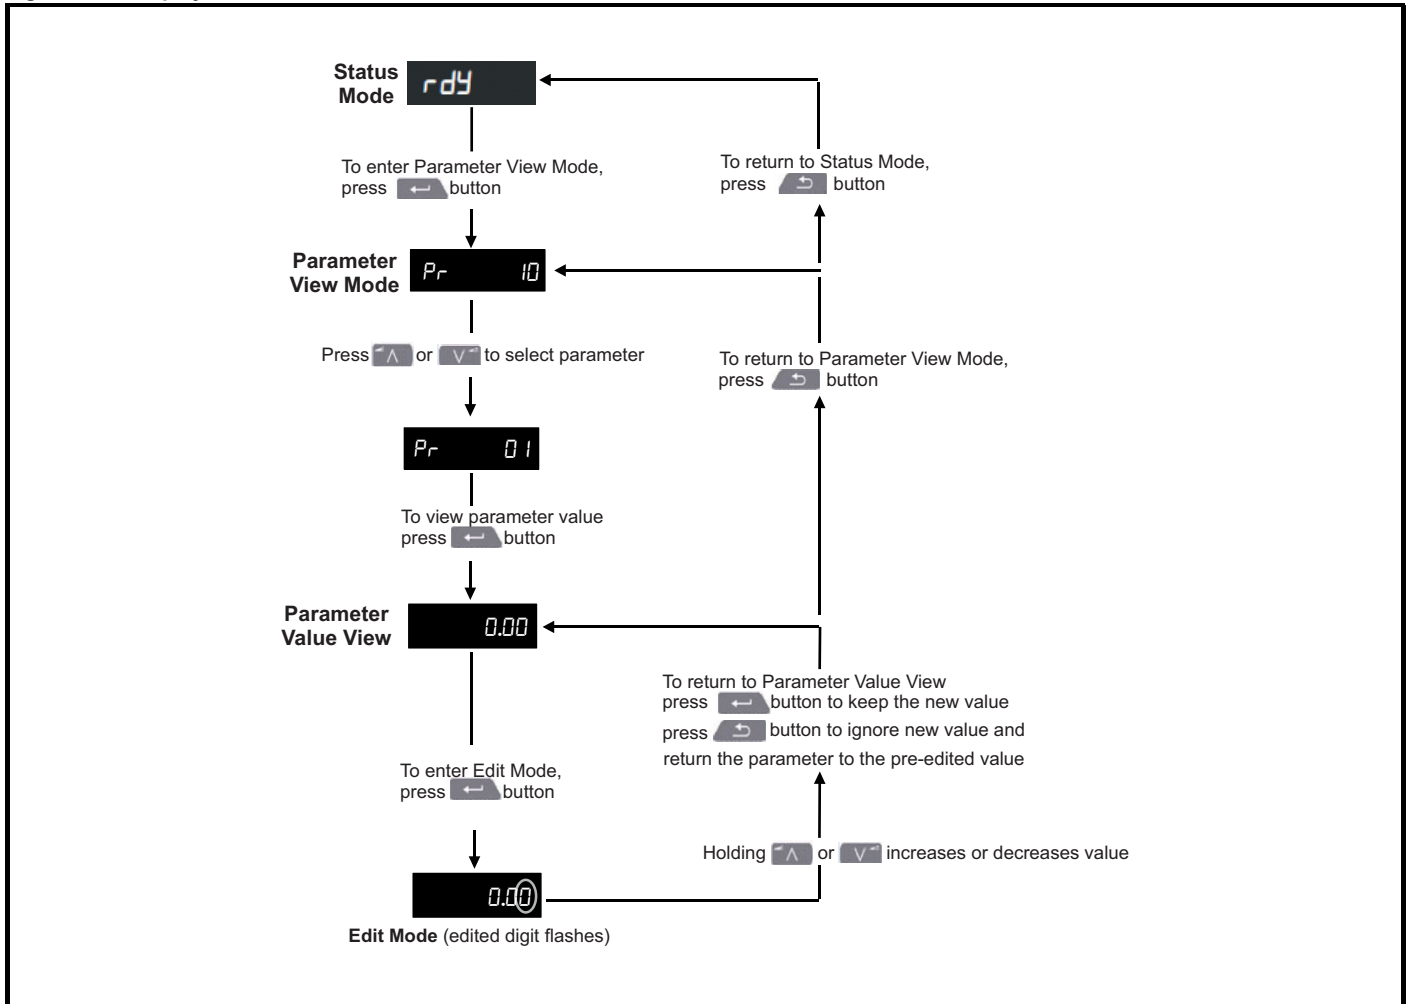 Status
Mode
rdy
To enter Parameter View Mode,
press button
To return to Status Mode,
press button
Parameter
View Mode
Pr 10
Press or to select parameter
To return to Parameter View Mode,
press button
Pr 01
To view parameter value
press button
Parameter
Value View
0.00
To return to Parameter Value View
press button to keep the new value
press button to ignore new value and
return the parameter to the pre-edited value
To enter Edit Mode,
press button
Holding or increases or decreases value
0.00
Edit Mode (edited digit flashes)